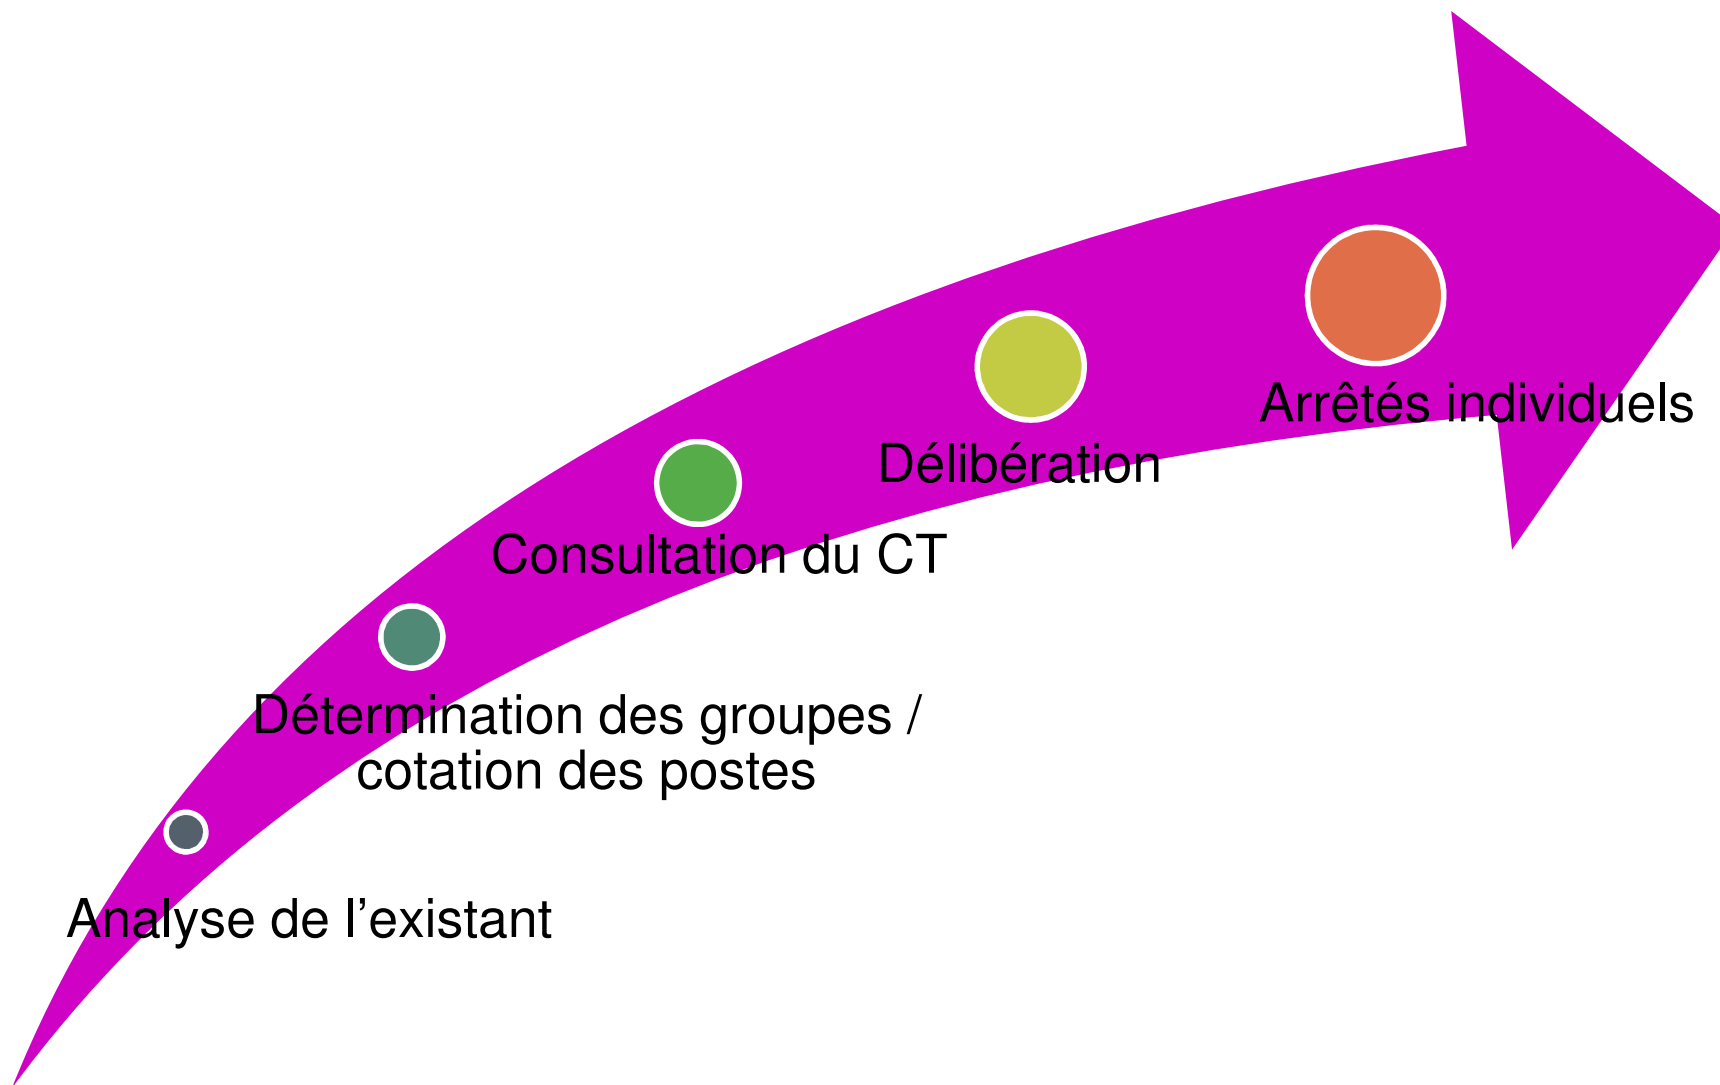 Arrêtés individuels
Délibération
Consultation du CT
Détermination des groupes /
cotation des postes
Analyse de l’existant